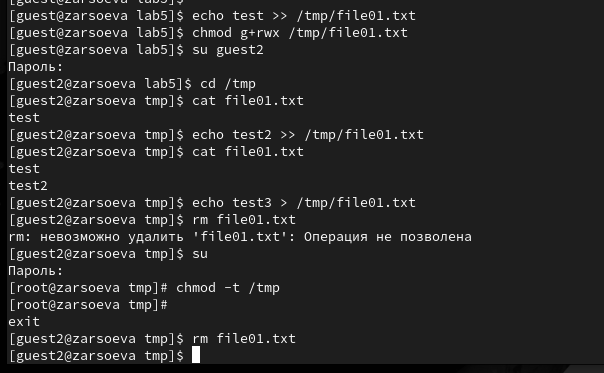 [guest@zarsoeva lab5]$
[guest@zarsoeva lab5]$ echo test >> /tmp/file01.txt
[guest@zarsoeva lab5]$ chmod g+rwx /tmp/file01.txt
[guest@zarsoeva lab5]$ su guest2
Пароль:
[guest2@zarsoeva lab5]$ cd /tmp
[guest2@zarsoeva tmp]$ cat file01.txt
test
[guest2@zarsoeva tmp]$ echo test2 >> /tmp/file01.txt
[guest2@zarsoeva tmp]$ cat file01.txt
test
test2
[guest2@zarsoeva tmp]$ echo test3 > /tmp/file01.txt
[guest2@zarsoeva tmp]$ rm file01.txt
rm: невозможно удалить 'file01.txt': Операция не позволена
[guest2@zarsoeva tmp]$ su
Пароль:
[root@zarsoeva tmp]# chmod -t /tmp
[root@zarsoeva tmp]#
exit
[guest2@zarsoeva tmp]$ rm file01.txt
[guest2@zarsoeva tmp]$